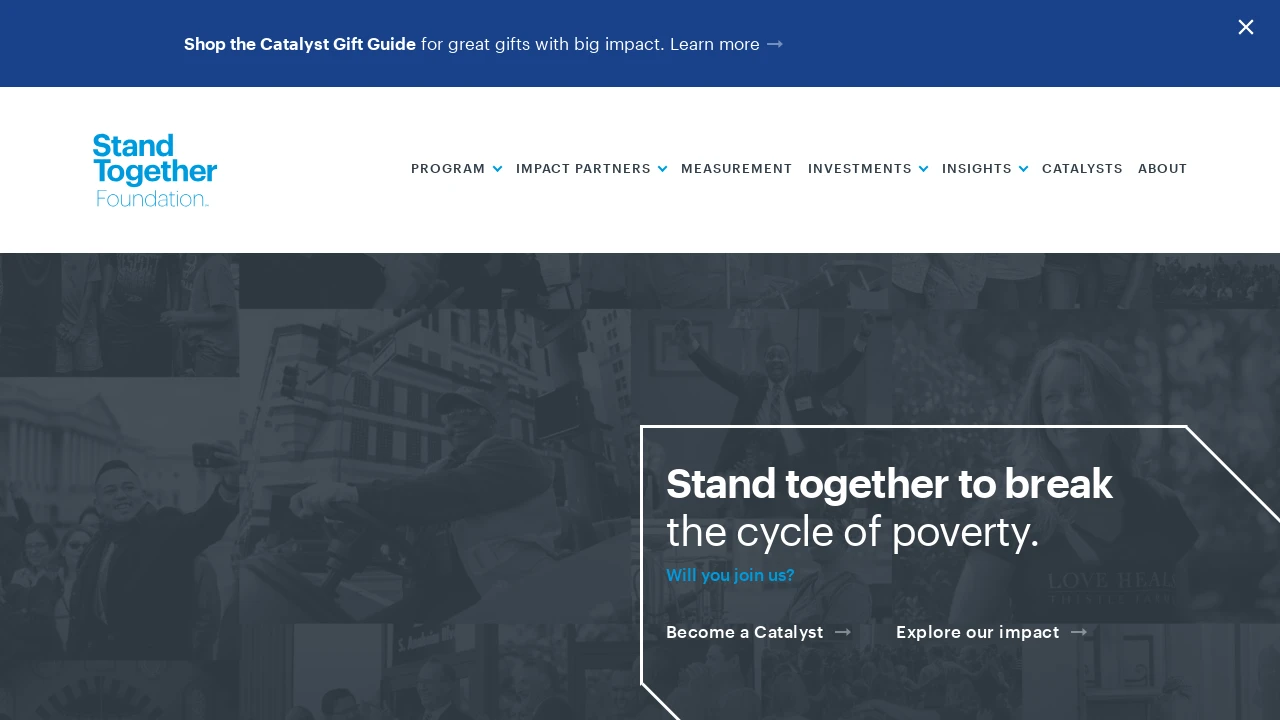 Shop the Catalyst Gift Guide for great gifts with big impact. Learn more
Stand
Together
Foundation
PROGRAM IMPACT PARTNERS MEASUREMENT INVESTMENTS INSIGHTS CATALYSTS ABOUT
Stand together to break
the cycle of poverty.
Will you join us?
LOVE HEALS
Become a Catalyst Explore our impact